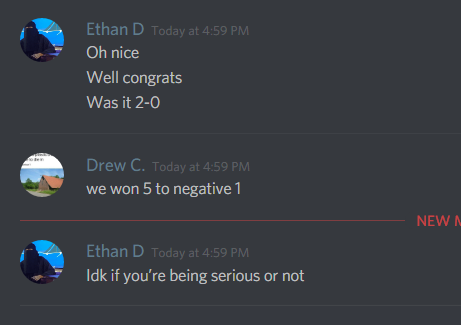 Ethan D Today at 4:59 PM
Oh nice
Well congrats
Was it 2-0
Drew C. Today at 4:59 PM
we won 5 to negative 1
NEW
Ethan D Today at 4:59 PM
Idk if you're being serious or not